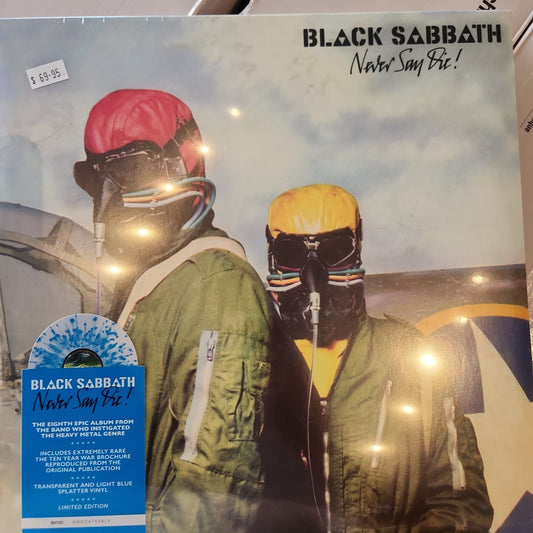 BLACK SABBATH
Never Say Die!
$ 69.95
BLACK SABBATH
Never Say Die!
THE EIGHTH EPIC ALBUM FROM
THE BAND WHO INSTIGATED
THE HEAVY METAL GENRE
INCLUDES EXTREMELY RARE
THE TEN YEAR WAR BROCHURE
REPRODUCED FROM THE
ORIGINAL PUBLICATION
TRANSPARENT AND LIGHT BLUE
SPLATTER VINYL
LIMITED EDITION